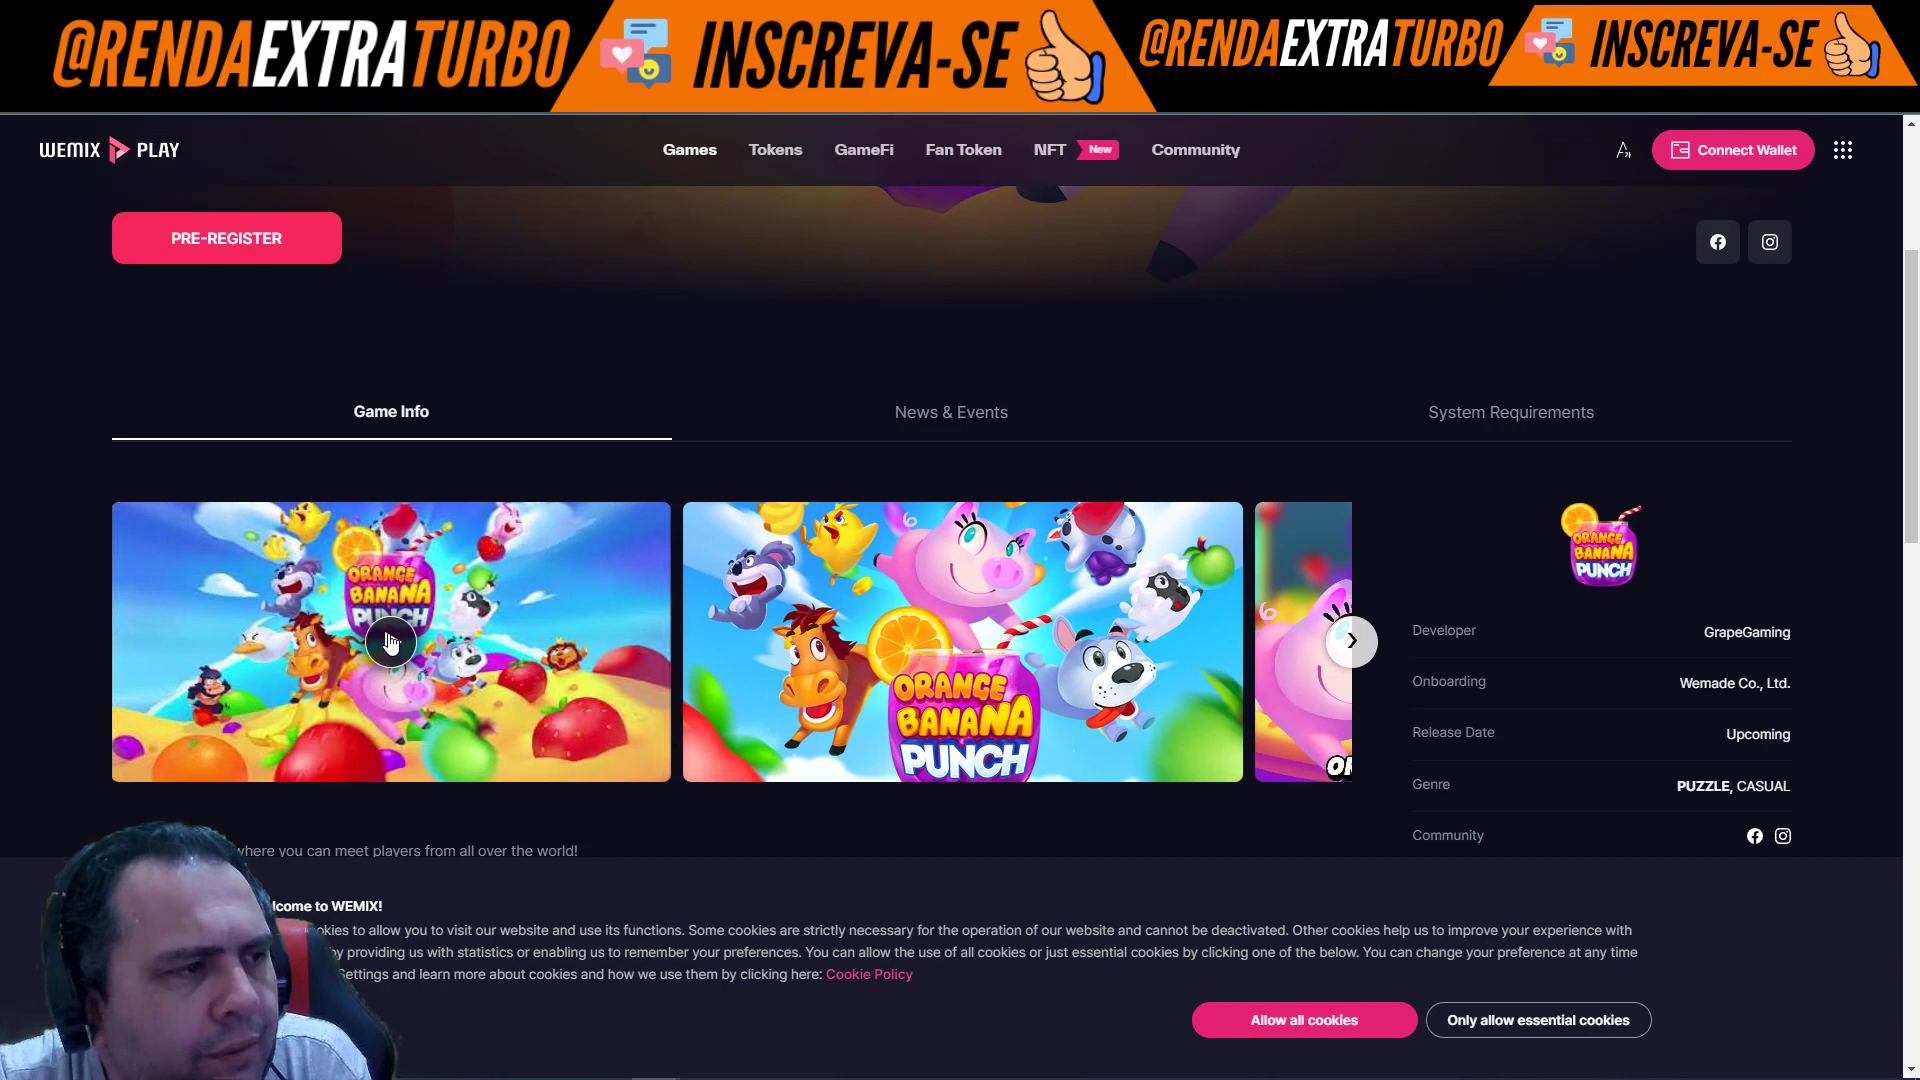 @RENDAEXTRATURBO INSCREVA-SE @RENDAEXTRATURBO INSCREVA-SE
WEMIX PLAY Games Tokens GameFi Fan Token NFT New Community Connect Wallet
PRE-REGISTER
Game Info News & Events System Requirements
ORANGE BANANA PUNCH
ORANGE BANANA PUNCH
ORANGE BANANA PUNCH
Developer GrapeGaming
Onboarding Wemade Co., Ltd.
Release Date Upcoming
Genre PUZZLE, CASUAL
Community
where you can meet players from all over the world!
to WEMIX!
to allow you to visit our website and use its functions. Some cookies are strictly necessary for the operation of our website and cannot be deactivated. Other cookies help us to improve your experience with
by providing us with statistics or enabling us to remember your preferences. You can allow the use of all cookies or just essential cookies by clicking one of the below. You can change your preference at any time
Settings and learn more about cookies and how we use them by clicking here: Cookie Policy
Allow all cookies Only allow essential cookies